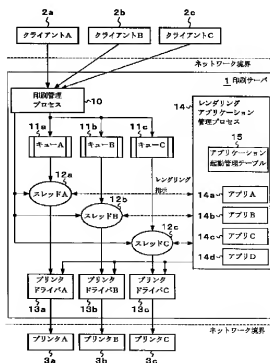 2a
2b
2c
クライアントA
クライアントB
クライアントC
ネットワーク境界
1 印刷サーバ
印刷管理
プロセス
10
14
レンダリング
アプリケーション
管理プロセス
15
アプリケーション
起動管理テーブル
11a
11b
11c
キューA
キューB
キューC
12a
スレッドA
レンダリング
指示
12b
スレッドB
12c
スレッドC
14a
アプリA
14b
アプリB
14c
アプリC
14d
アプリD
プリンタ
ドライバA
プリンタ
ドライバB
プリンタ
ドライバC
13a
13b
13c
ネットワーク境界
プリンタA
プリンタB
プリンタC
3a
3b
3c